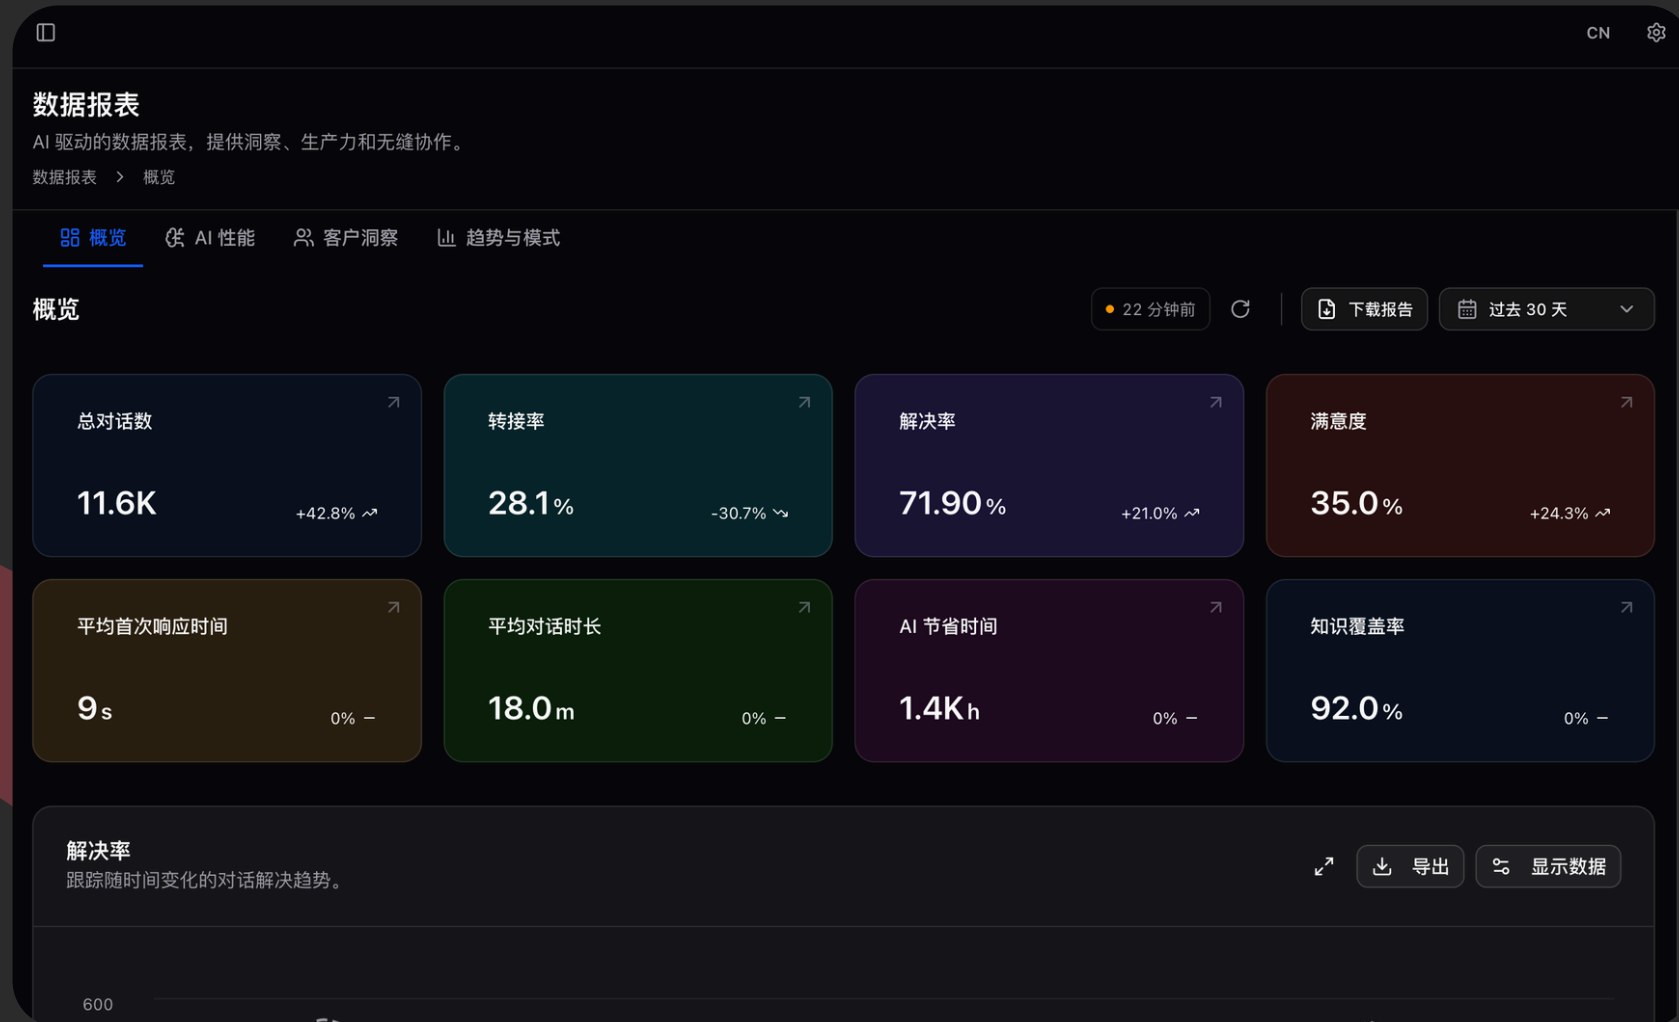 CN
数据报表
AI 驱动的数据报表，提供洞察、生产力和无缝协作。
数据报表 > 概览
概览 AI 性能 客户洞察 趋势与模式
概览
22 分钟前 下载报告 过去 30 天
总对话数
11.6K +42.8%
转接率
28.1% -30.7%
解决率
71.90% +21.0%
满意度
35.0% +24.3%
平均首次响应时间
9s 0% –
平均对话时长
18.0m 0% –
AI 节省时间
1.4Kh 0% –
知识覆盖率
92.0% 0% –
解决率
跟踪随时间变化的对话解决趋势。
导出 显示数据
600